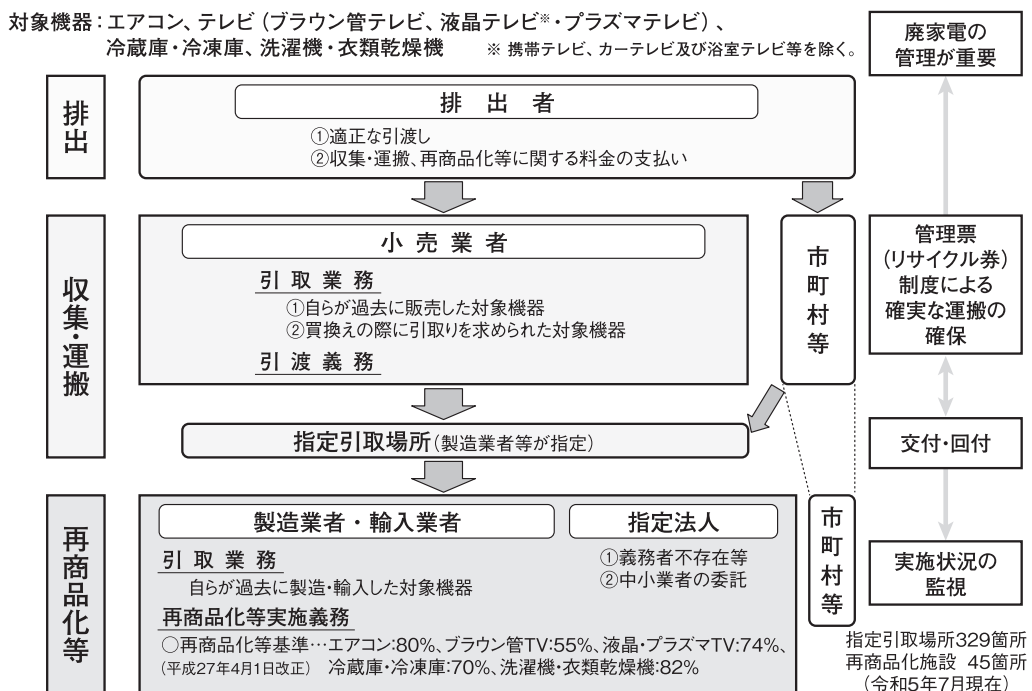 対象機器：エアコン、テレビ（ブラウン管テレビ、液晶テレビ※・プラズマテレビ）、
冷蔵庫・冷凍庫、洗濯機・衣類乾燥機　※ 携帯テレビ、カーテレビ及び浴室テレビ等を除く。
排出
排出者
①適正な引渡し
②収集・運搬、再商品化等に関する料金の支払い
収集・運搬
小売業者
引取業務
①自らが過去に販売した対象機器
②買換えの際に引取りを求められた対象機器
引渡義務
市町村等
指定引取場所（製造業者等が指定）
再商品化等
製造業者・輸入業者
引取業務
自らが過去に製造・輸入した対象機器
再商品化等実施義務
○再商品化等基準…エアコン:80%、ブラウン管TV:55%、液晶・プラズマTV:74%、
（平成27年4月1日改正）　冷蔵庫・冷凍庫:70%、洗濯機・衣類乾燥機:82%
指定法人
①義務者不存在等
②中小業者の委託
市町村等
廃家電の
管理が重要
管理票
（リサイクル券）
制度による
確実な運搬の
確保
交付・回付
実施状況の
監視
指定引取場所329箇所
再商品化施設 45箇所
（令和5年7月現在）